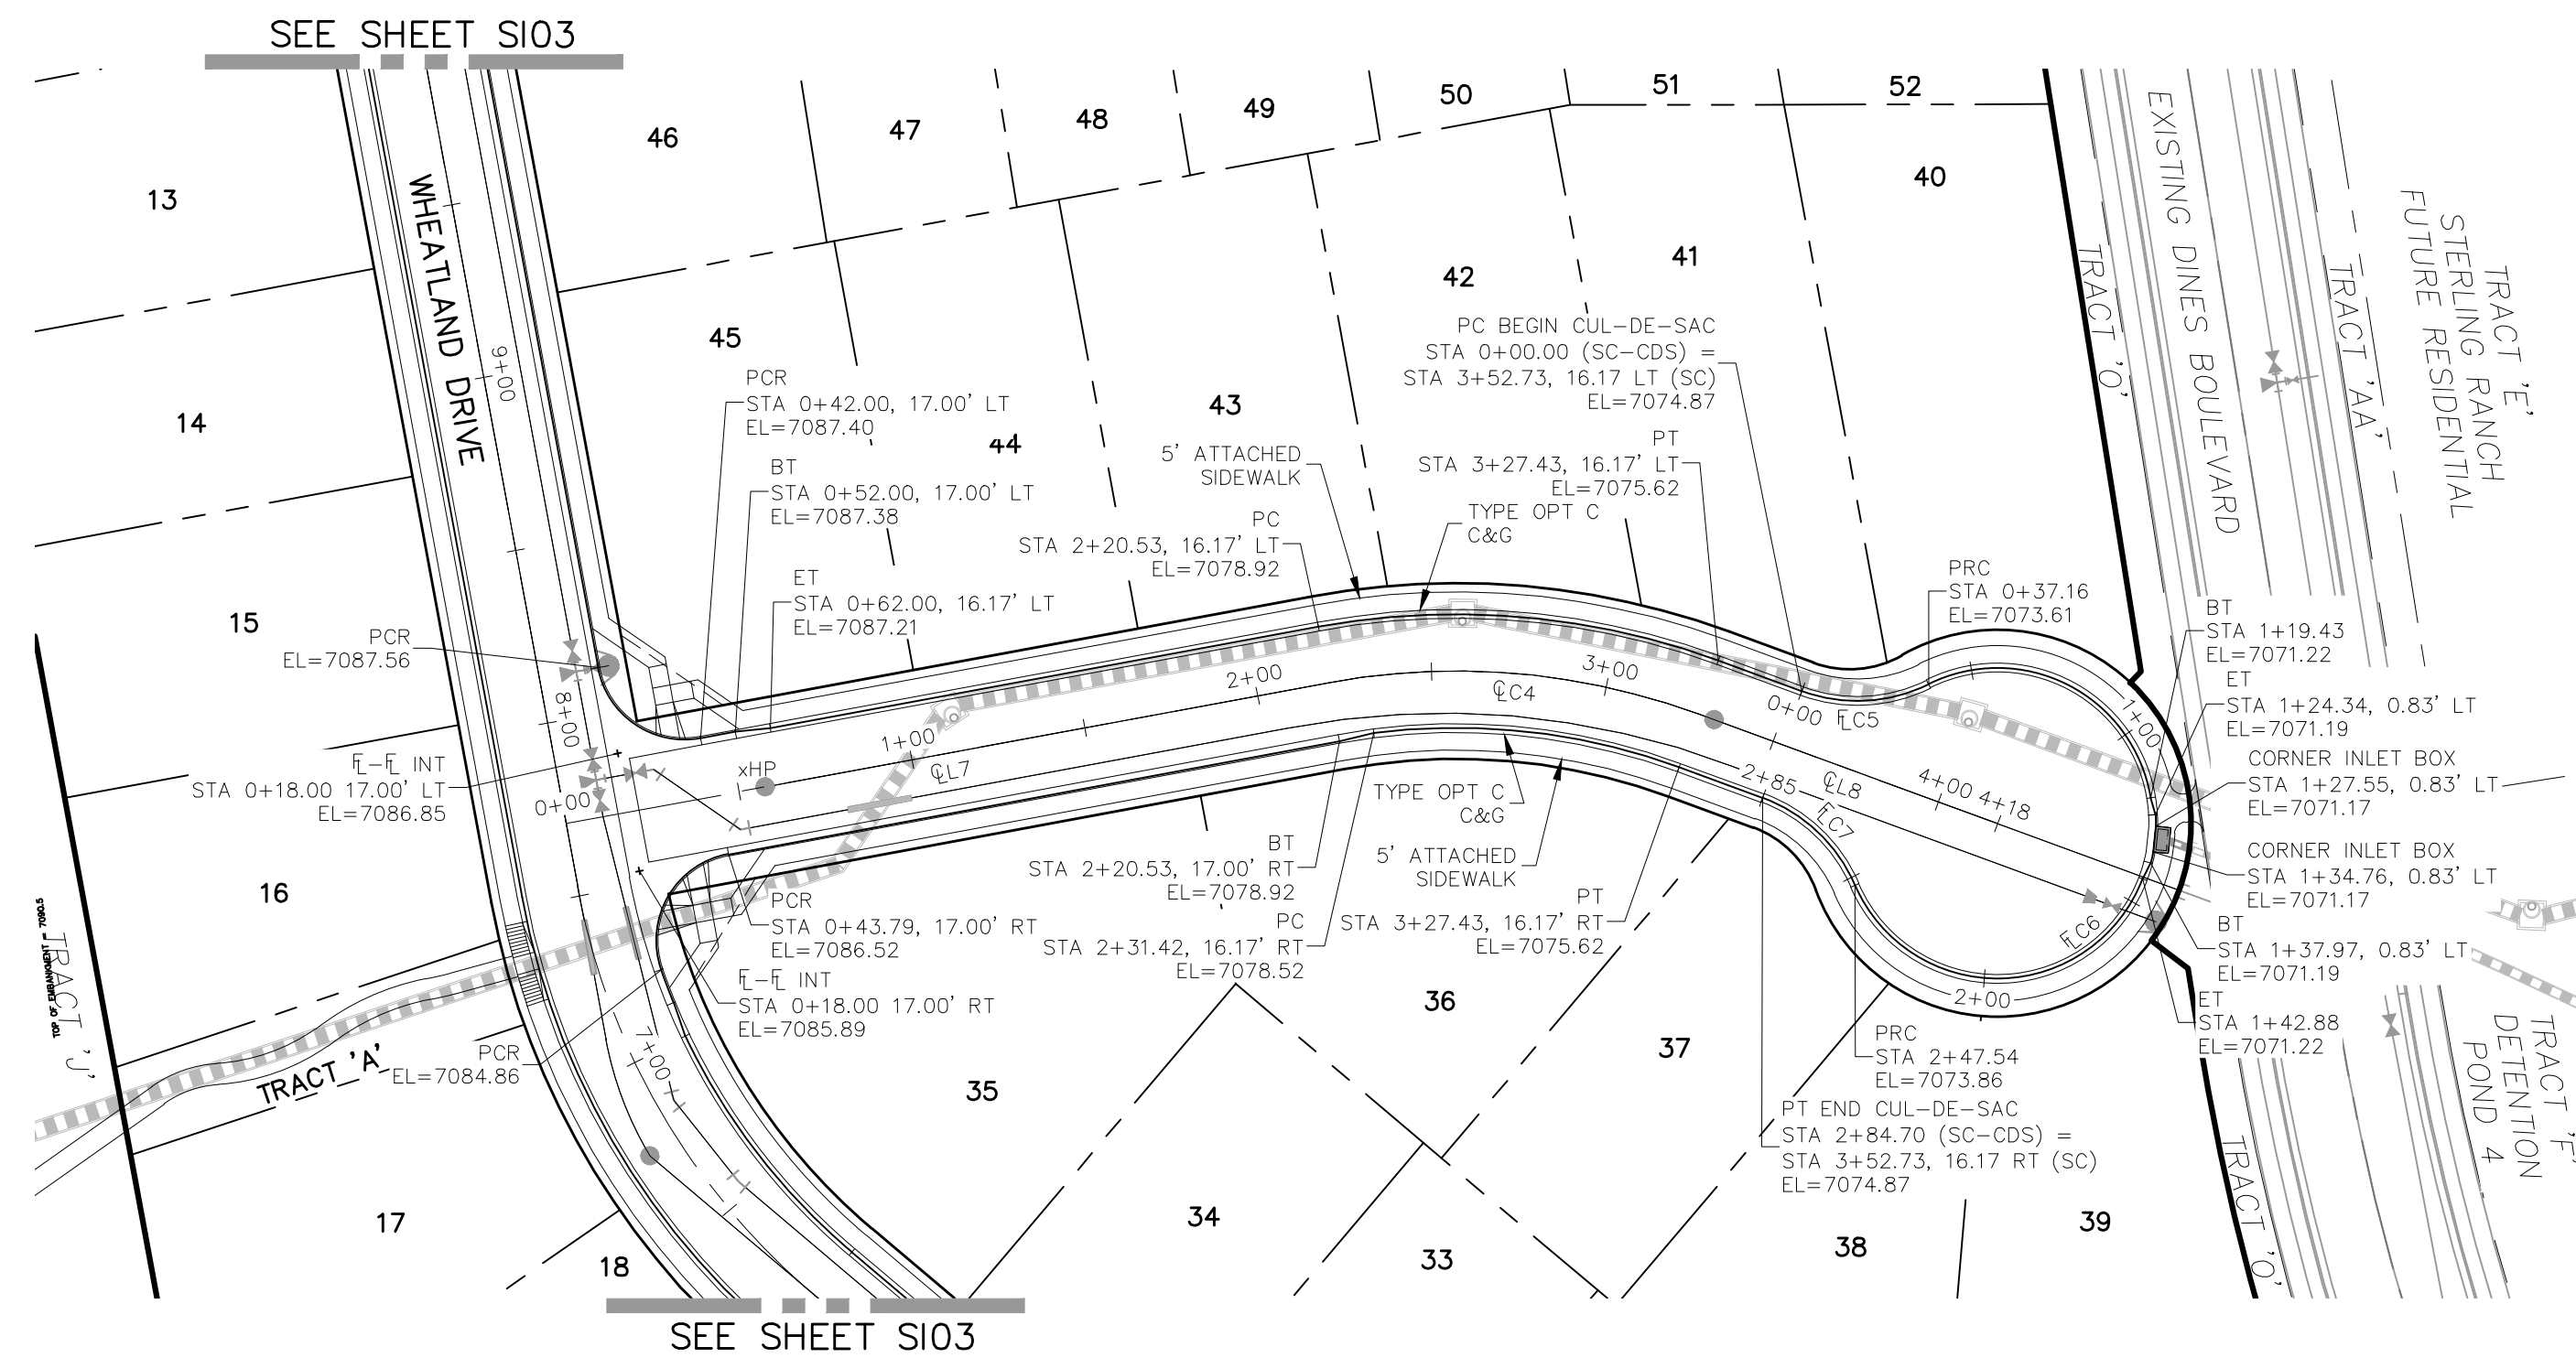 SEE SHEET SI03
13
14
15
16
17
18
46
47
48
49
50
51
52
45
44
43
42
41
40
35
36
37
34
33
38
39
WHEATLAND DRIVE
9+00
8+00
7+00
0+00
EXISTING DINES BOULEVARD
TRACT 'O'
TRACT 'AA'
TRACT 'E'
STERLING RANCH
FUTURE RESIDENTIAL
PC BEGIN CUL-DE-SAC
STA 0+00.00 (SC-CDS) =
STA 3+52.73, 16.17 LT (SC)
EL=7074.87
PCR
STA 0+42.00, 17.00' LT
EL=7087.40
BT
STA 0+52.00, 17.00' LT
EL=7087.38
ET
STA 0+62.00, 16.17' LT
EL=7087.21
5' ATTACHED
SIDEWALK
PT
STA 3+27.43, 16.17' LT
EL=7075.62
TYPE OPT C
C&G
PC
STA 2+20.53, 16.17' LT
EL=7078.92
PRC
STA 0+37.16
EL=7073.61
BT
STA 1+19.43
EL=7071.22
ET
STA 1+24.34, 0.83' LT
EL=7071.19
CORNER INLET BOX
STA 1+27.55, 0.83' LT
EL=7071.17
CORNER INLET BOX
STA 1+34.76, 0.83' LT
EL=7071.17
BT
STA 1+37.97, 0.83' LT
EL=7071.19
ET
STA 1+42.88
EL=7071.22
PCR
EL=7087.56
FL-FL INT
STA 0+18.00 17.00' LT
EL=7086.85
xHP
1+00
CLL7
2+00
CLC4
3+00
0+00
FLC5
1+00
2+85
CLL8
4+00
4+18
FLC7
FLC6
2+00
TYPE OPT C
C&G
5' ATTACHED
SIDEWALK
BT
STA 2+20.53, 17.00' RT
EL=7078.92
PC
STA 2+31.42, 16.17' RT
EL=7078.52
PT
STA 3+27.43, 16.17' RT
EL=7075.62
PCR
STA 0+43.79, 17.00' RT
EL=7086.52
FL-FL INT
STA 0+18.00 17.00' RT
EL=7085.89
PCR
EL=7084.86
PRC
STA 2+47.54
EL=7073.86
PT END CUL-DE-SAC
STA 2+84.70 (SC-CDS) =
STA 3+52.73, 16.17 RT (SC)
EL=7074.87
TOP OF EMBANKMENT = 7090.5
TRACT 'J'
TRACT 'A'
TRACT 'O'
TRACT 'F'
DETENTION
POND 4
SEE SHEET SI03